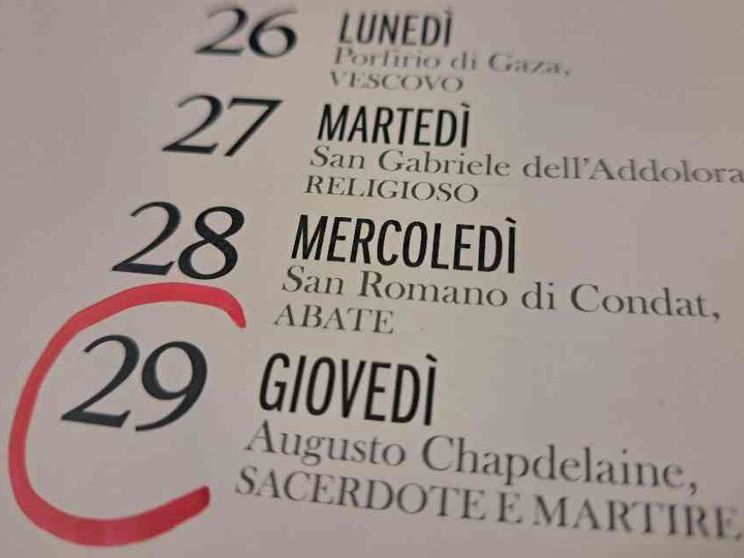 26 LUNEDÌ
Porfirio di Gaza,
VESCOVO
27 MARTEDÌ
San Gabriele dell'Addolora
RELIGIOSO
28 MERCOLEDÌ
San Romano di Condat,
ABATE
29 GIOVEDÌ
Augusto Chapdelaine,
SACERDOTE E MARTIRE